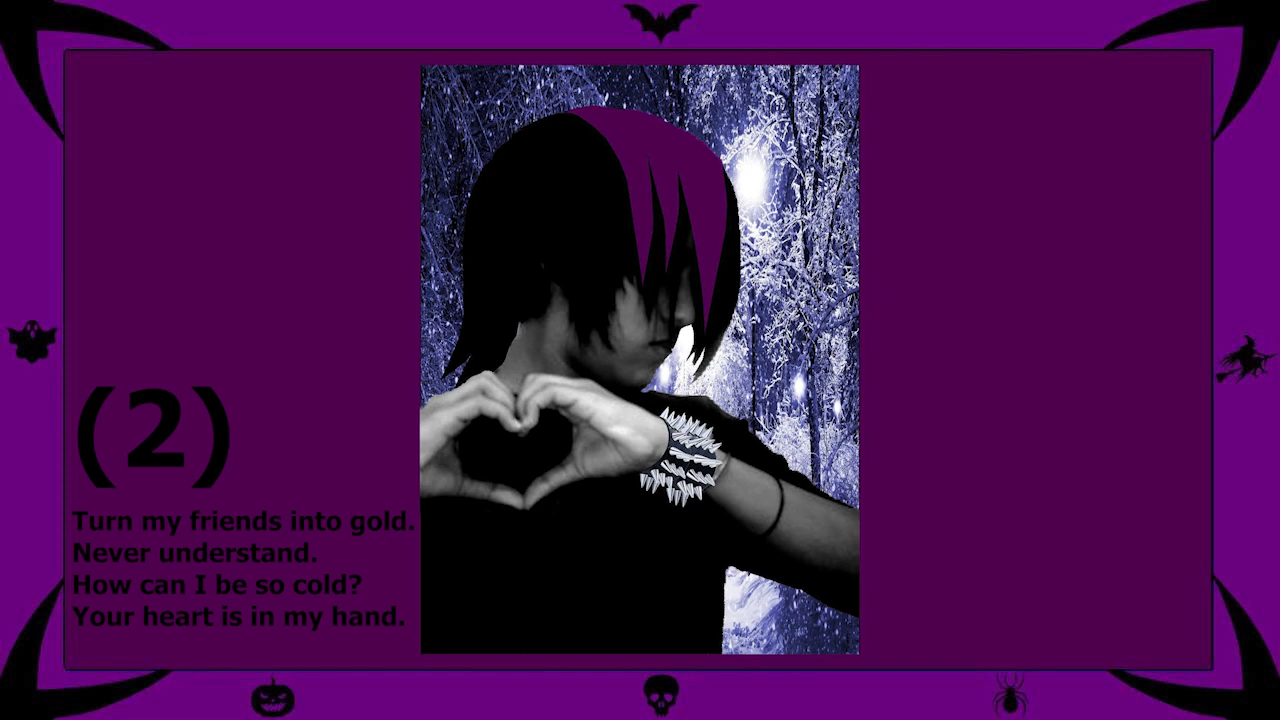 (2)
Turn my friends into gold.
Never understand.
How can I be so cold?
Your heart is in my hand.